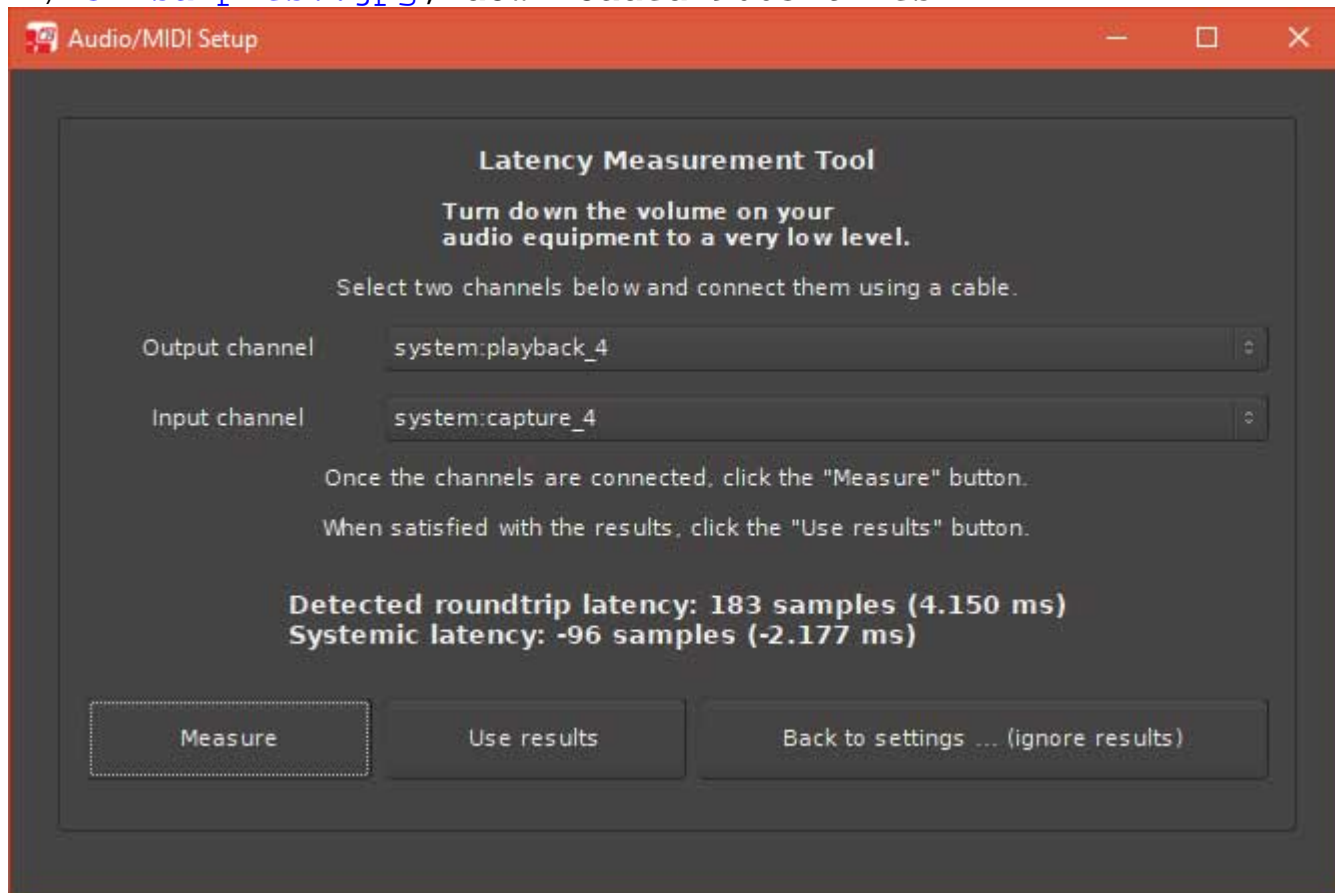 Audio/MIDI Setup
Latency Measurement Tool
Turn down the volume on your
audio equipment to a very low level.
Select two channels below and connect them using a cable.
Output channel system:playback_4
Input channel system:capture_4
Once the channels are connected, click the "Measure" button.
When satisfied with the results, click the "Use results" button.
Detected roundtrip latency: 183 samples (4.150 ms)
Systemic latency: -96 samples (-2.177 ms)
Measure Use results Back to settings ... (ignore results)